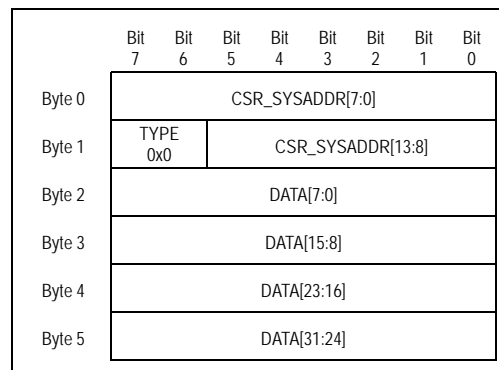 Bit Bit Bit Bit Bit Bit Bit Bit
7 6 5 4 3 2 1 0
Byte 0 CSR_SYSADDR[7:0]
Byte 1 TYPE 0x0 CSR_SYSADDR[13:8]
Byte 2 DATA[7:0]
Byte 3 DATA[15:8]
Byte 4 DATA[23:16]
Byte 5 DATA[31:24]